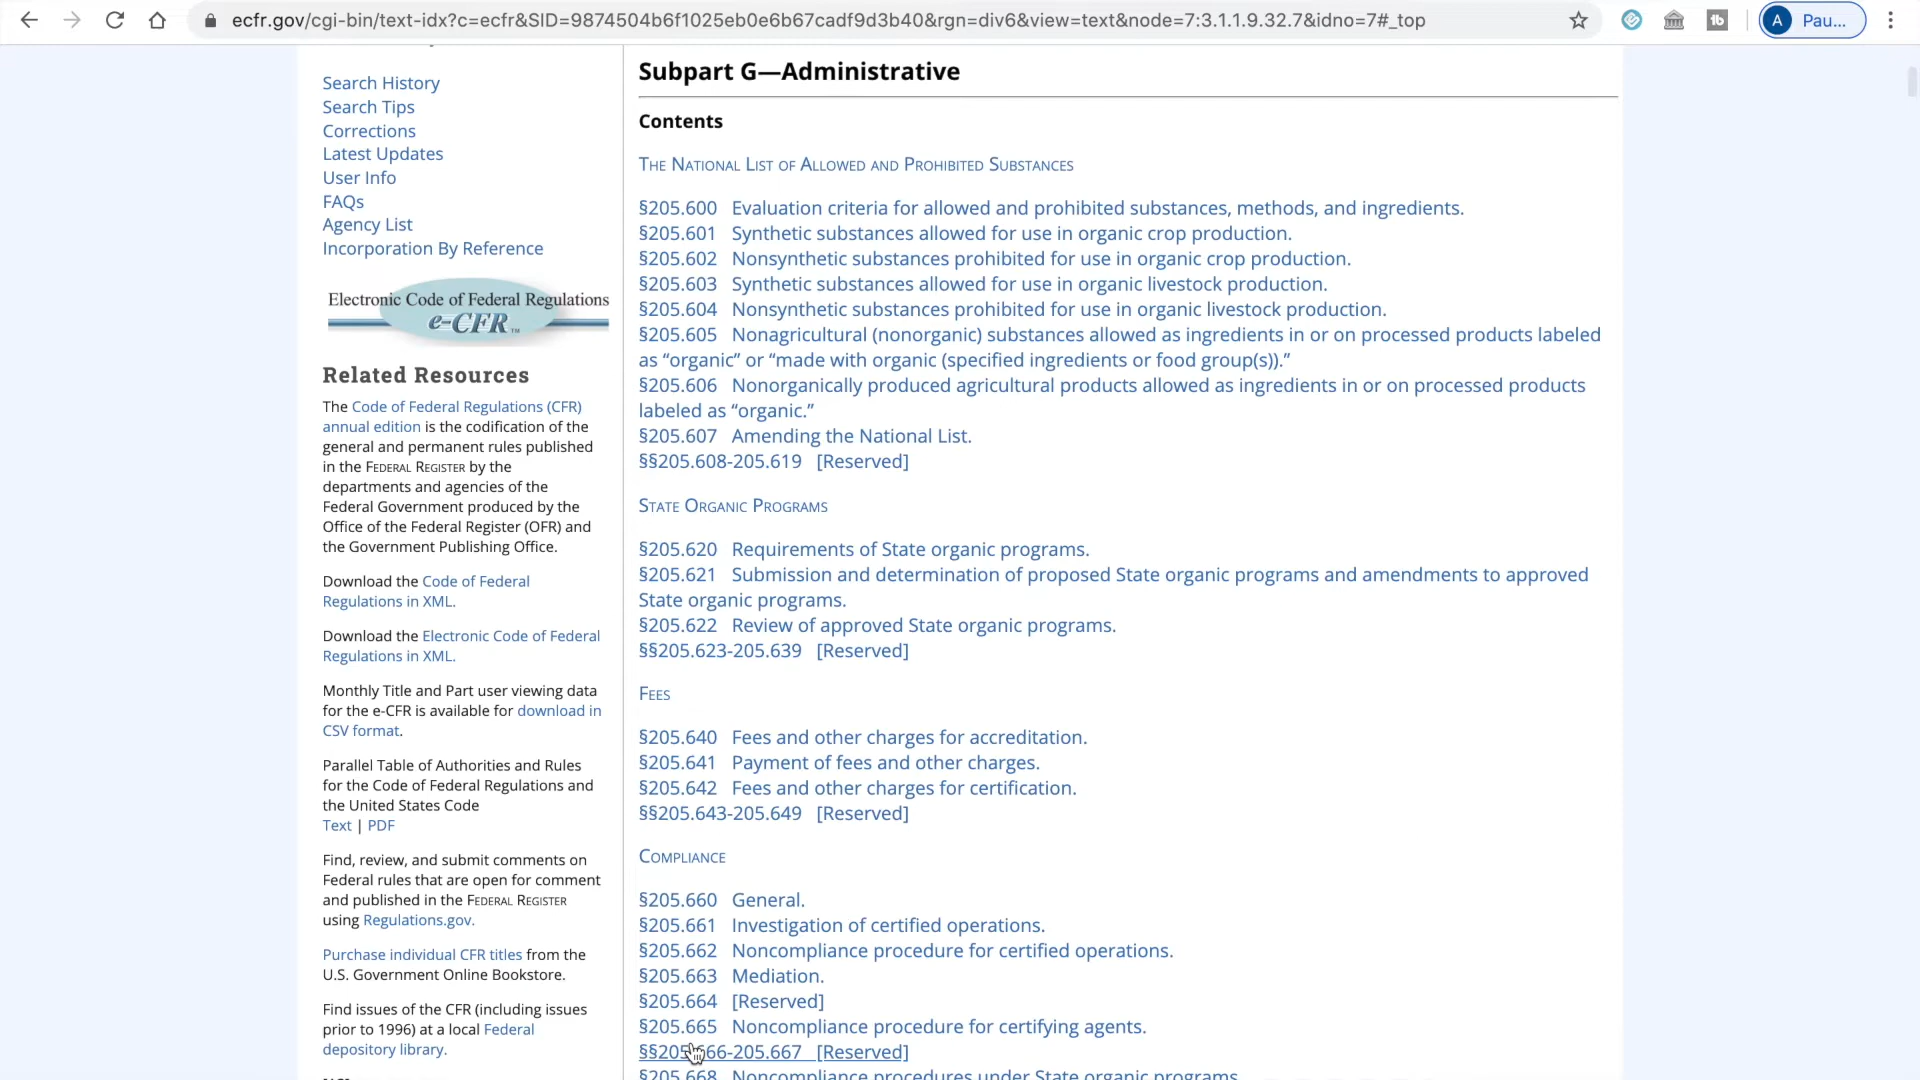 ecfr.gov/cgi-bin/text-idx?c=ecfr&SID=9874504b6f1025eb0e6b67cadf9d3b40&rgn=div6&view=text&node=7:3.1.1.9.32.7&idno=7#_top
A Pau...
Search History
Search Tips
Corrections
Latest Updates
User Info
FAQs
Agency List
Incorporation By Reference
Electronic Code of Federal Regulations
e-CFR™
Related Resources
The Code of Federal Regulations (CFR)
annual edition is the codification of the
general and permanent rules published
in the FEDERAL REGISTER by the
departments and agencies of the
Federal Government produced by the
Office of the Federal Register (OFR) and
the Government Publishing Office.
Download the Code of Federal
Regulations in XML.
Download the Electronic Code of Federal
Regulations in XML.
Monthly Title and Part user viewing data
for the e-CFR is available for download in
CSV format.
Parallel Table of Authorities and Rules
for the Code of Federal Regulations and
the United States Code
Text | PDF
Find, review, and submit comments on
Federal rules that are open for comment
and published in the FEDERAL REGISTER
using Regulations.gov.
Purchase individual CFR titles from the
U.S. Government Online Bookstore.
Find issues of the CFR (including issues
prior to 1996) at a local Federal
depository library.
Subpart G—Administrative
Contents
THE NATIONAL LIST OF ALLOWED AND PROHIBITED SUBSTANCES
§205.600 Evaluation criteria for allowed and prohibited substances, methods, and ingredients.
§205.601 Synthetic substances allowed for use in organic crop production.
§205.602 Nonsynthetic substances prohibited for use in organic crop production.
§205.603 Synthetic substances allowed for use in organic livestock production.
§205.604 Nonsynthetic substances prohibited for use in organic livestock production.
§205.605 Nonagricultural (nonorganic) substances allowed as ingredients in or on processed products labeled
as “organic” or “made with organic (specified ingredients or food group(s)).”
§205.606 Nonorganically produced agricultural products allowed as ingredients in or on processed products
labeled as “organic.”
§205.607 Amending the National List.
§§205.608-205.619 [Reserved]
STATE ORGANIC PROGRAMS
§205.620 Requirements of State organic programs.
§205.621 Submission and determination of proposed State organic programs and amendments to approved
State organic programs.
§205.622 Review of approved State organic programs.
§§205.623-205.639 [Reserved]
FEES
§205.640 Fees and other charges for accreditation.
§205.641 Payment of fees and other charges.
§205.642 Fees and other charges for certification.
§§205.643-205.649 [Reserved]
COMPLIANCE
§205.660 General.
§205.661 Investigation of certified operations.
§205.662 Noncompliance procedure for certified operations.
§205.663 Mediation.
§205.664 [Reserved]
§205.665 Noncompliance procedure for certifying agents.
§§205.666-205.667 [Reserved]
§205.668 Noncompliance procedures under State organic programs.